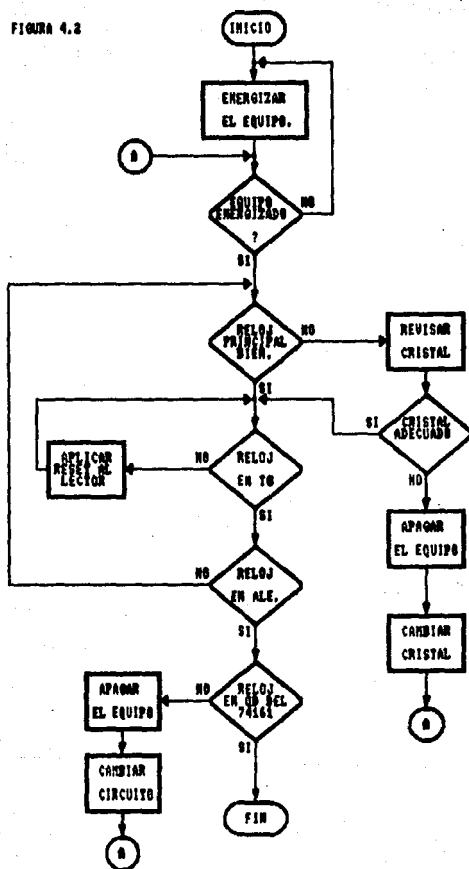 FIGURA 4.2
INICIO
ENERGIZAR
EL EQUIPO.
A
EQUIPO
ENERGIZADO
?
NO
SI
RELOJ
PRINCIPAL
BIEN.
NO
SI
REVISAR
CRISTAL
CRISTAL
ADECUADO
SI
NO
APLICAR
RESET AL
LECTOR
NO
RELOJ
EN T0
SI
APAGAR
EL EQUIPO
NO
RELOJ
EN ALE.
SI
CAMBIAR
CRISTAL
A
APAGAR
EL EQUIPO
NO
RELOJ
EN QD DEL
74161
SI
CAMBIAR
CIRCUITO
A
FIN